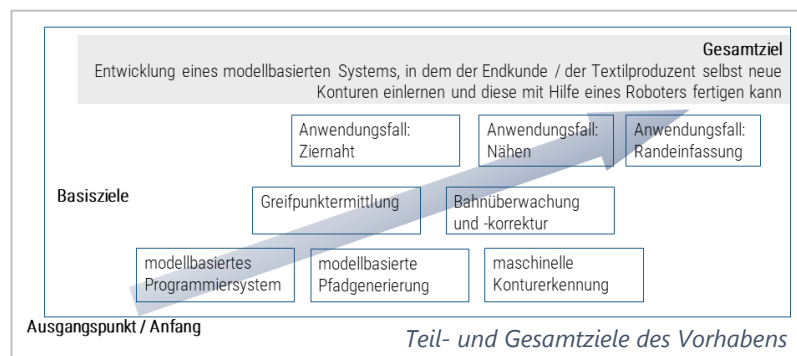 Gesamtziel
Entwicklung eines modellbasierten Systems, in dem der Endkunde / der Textilproduzent selbst neue
Konturen einlernen und diese mit Hilfe eines Roboters fertigen kann
Anwendungsfall:
Ziernaht
Anwendungsfall:
Nähen
Anwendungsfall:
Randeinfassung
Basisziele
Greifpunktermittlung
Bahnüberwachung
und -korrektur
modellbasiertes
Programmiersystem
modellbasierte
Pfadgenerierung
maschinelle
Konturerkennung
Ausgangspunkt / Anfang
Teil- und Gesamtziele des Vorhabens